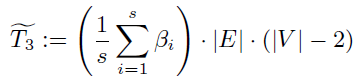 $\widetilde{T_3} := \left( \frac{1}{s} \sum_{i=1}^{s} \beta_i \right) \cdot |E| \cdot (|V| - 2)$